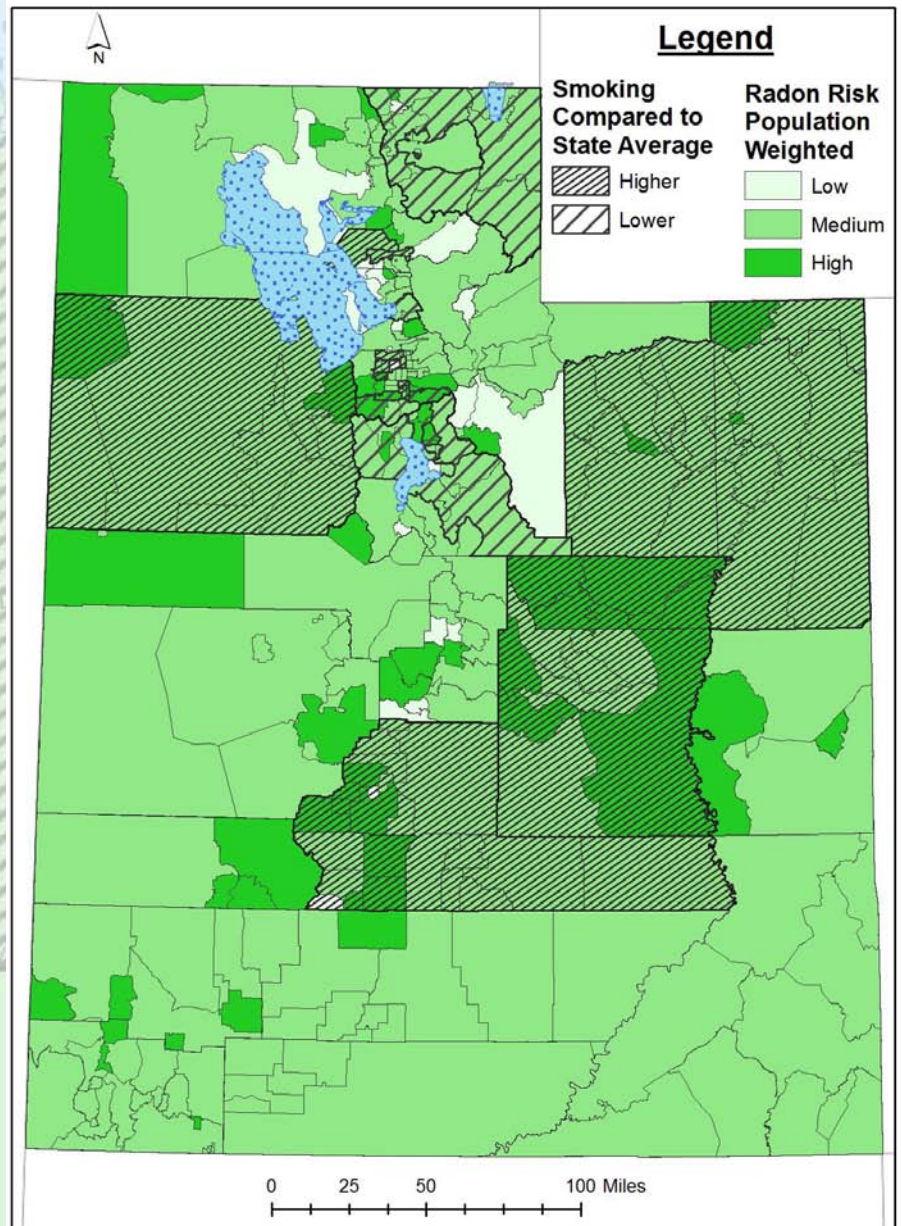 N
Legend
Smoking
Compared to
State Average
Higher
Lower
Radon Risk
Population
Weighted
Low
Medium
High
0 25 50 100 Miles